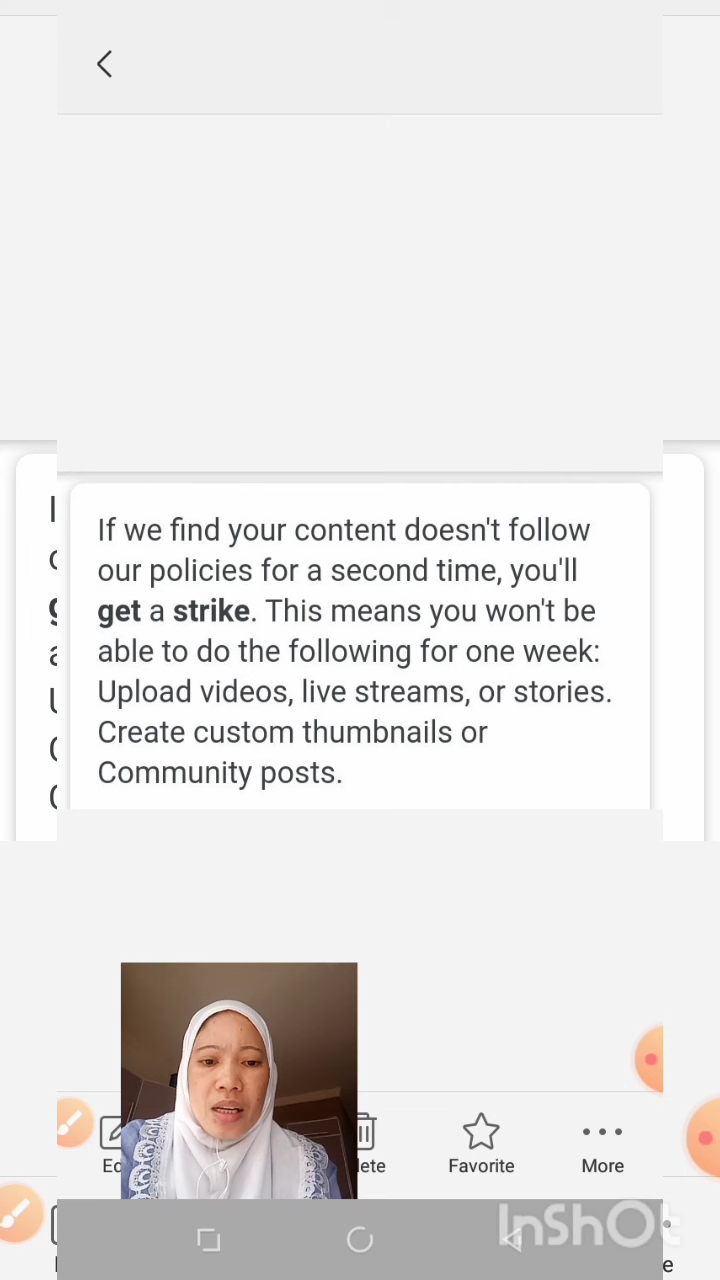 If we find your content doesn't follow
our policies for a second time, you'll
get a strike. This means you won't be
able to do the following for one week:
Upload videos, live streams, or stories.
Create custom thumbnails or
Community posts.
Favorite
More
InShOt